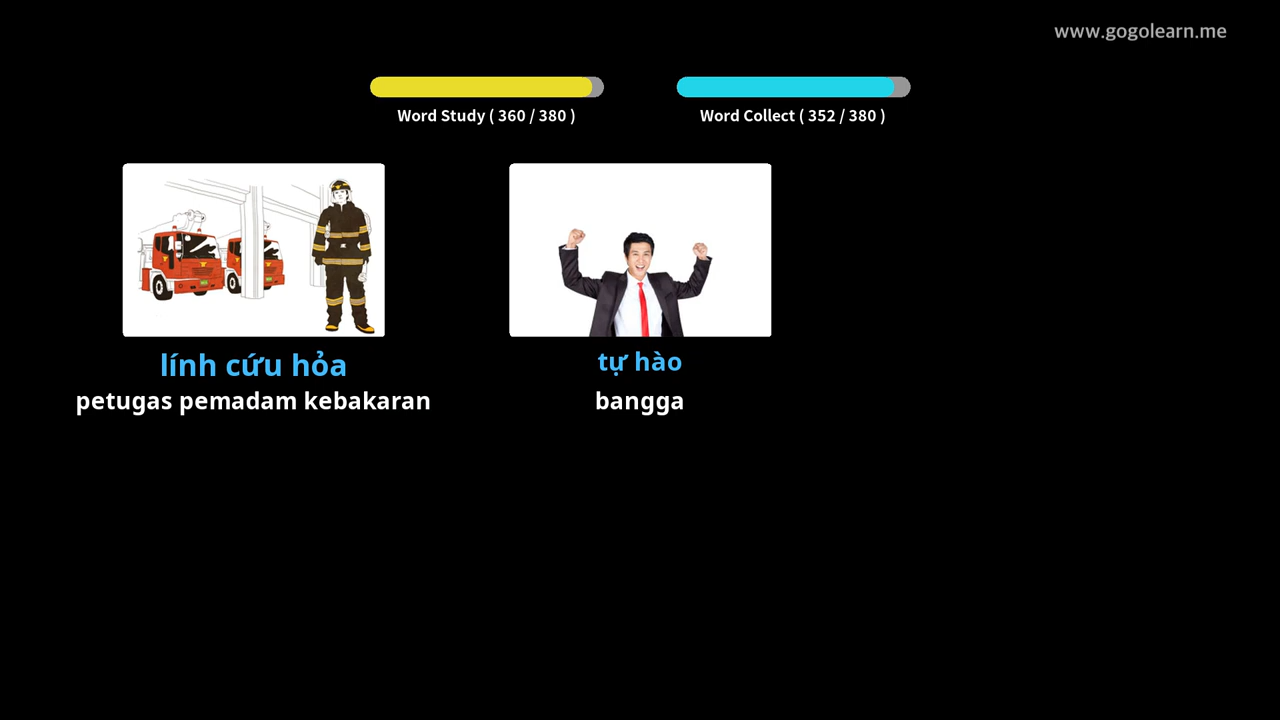 www.gogolearn.me
Word Study ( 360 / 380 )
Word Collect ( 352 / 380 )
lính cứu hỏa
petugas pemadam kebakaran
tự hào
bangga